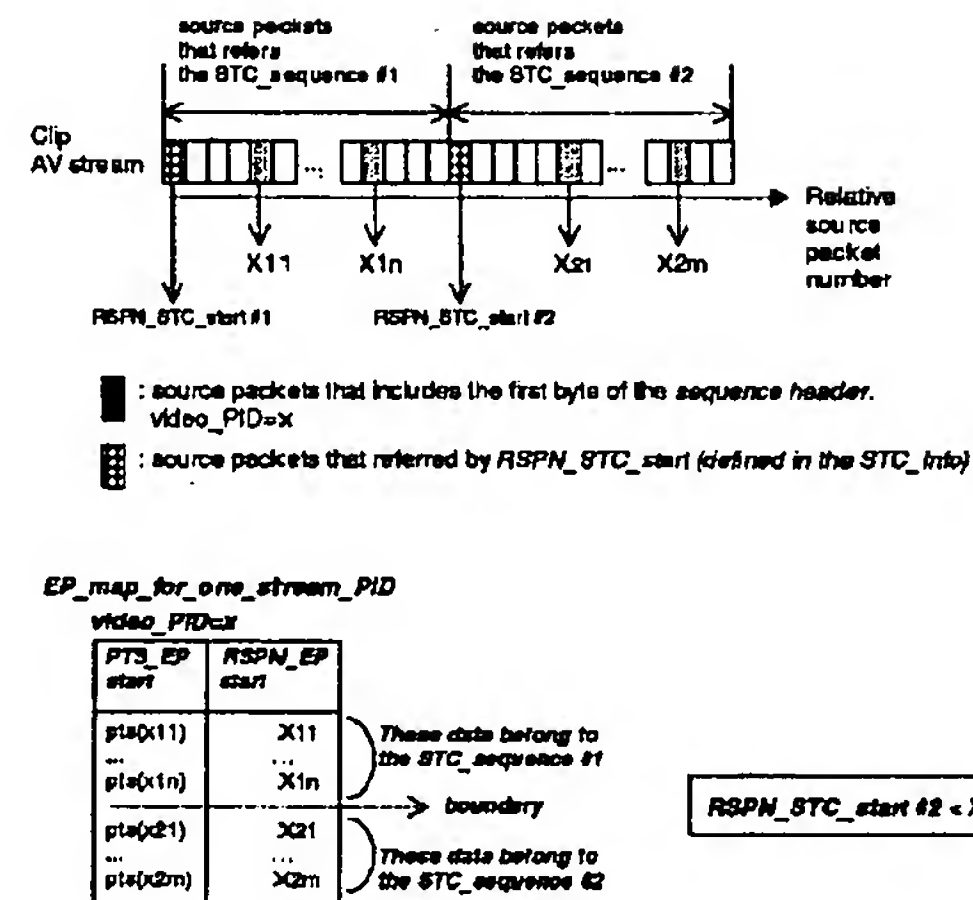 source packets
that refers
the STC_sequence #1
source packets
that refers
the STC_sequence #2
Clip
AV stream
...
...
Relative
source
packet
number
X11
X1n
X21
X2m
RSPN_STC_start #1
RSPN_STC_start #2
: source packets that includes the first byte of the sequence header.
video_PID=x
: source packets that referred by RSPN_STC_start (defined in the STC_Info)
EP_map_for_one_stream_PID
video_PID=x
PTS_EP start
RSPN_EP start
pts(x11) X11
... ...
pts(x1n) X1n
These data belong to
the STC_sequence #1
boundary
pts(x21) X21
... ...
pts(x2m) X2m
These data belong to
the STC_sequence #2
RSPN_STC_start #2 <